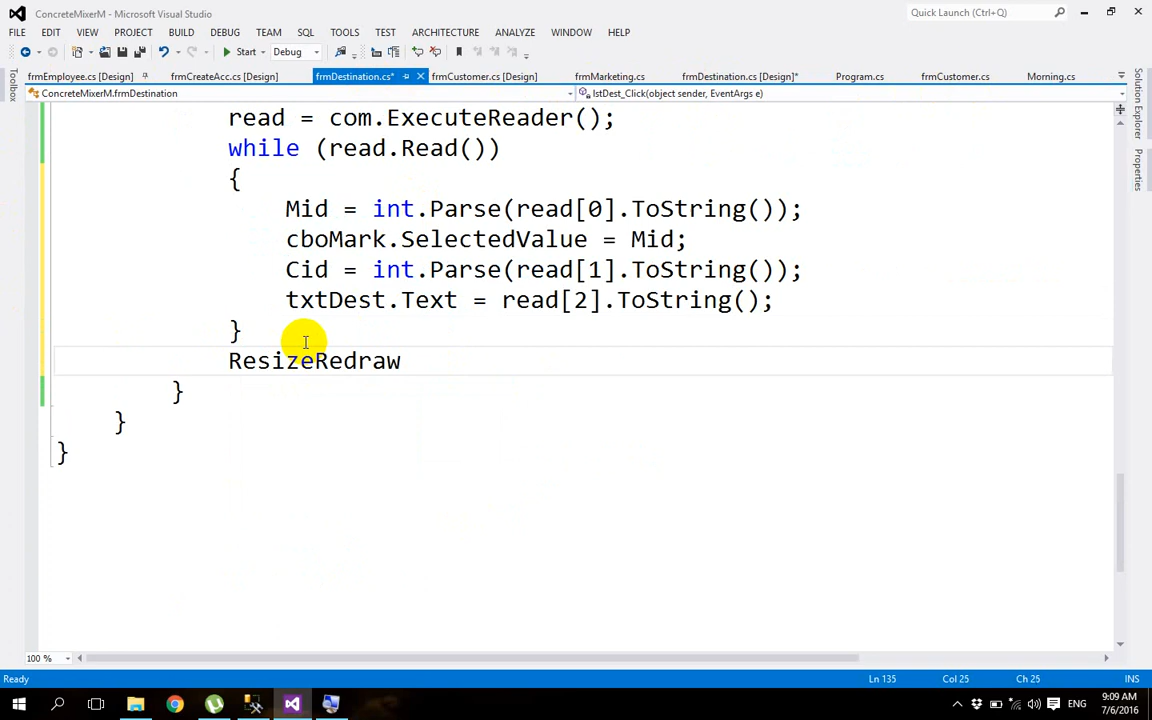 ConcreteMixerM - Microsoft Visual Studio
Quick Launch (Ctrl+Q)
FILE EDIT VIEW PROJECT BUILD DEBUG TEAM SQL TOOLS TEST ARCHITECTURE ANALYZE WINDOW HELP
Start Debug
Toolbox
frmEmployee.cs [Design] frmCreateAcc.cs [Design] frmDestination.cs* frmCustomer.cs [Design] frmMarketing.cs frmDestination.cs [Design]* Program.cs frmCustomer.cs Morning.cs
Solution Explorer
Properties
ConcreteMixerM.frmDestination lstDest_Click(object sender, EventArgs e)
read = com.ExecuteReader();
while (read.Read())
{
Mid = int.Parse(read[0].ToString());
cboMark.SelectedValue = Mid;
Cid = int.Parse(read[1].ToString());
txtDest.Text = read[2].ToString();
}
ResizeRedraw
}
}
}
100 %
Ready Ln 135 Col 25 Ch 25 INS
ENG 9:09 AM
7/6/2016